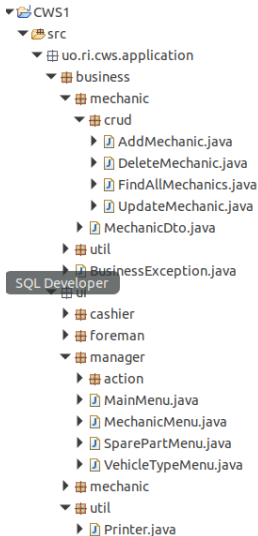 CWS1
src
uo.ri.cws.application
business
mechanic
crud
AddMechanic.java
DeleteMechanic.java
FindAllMechanics.java
UpdateMechanic.java
MechanicDto.java
util
BusinessException.java
SQL Developer
ui
cashier
foreman
manager
action
MainMenu.java
MechanicMenu.java
SparePartMenu.java
VehicleTypeMenu.java
mechanic
util
Printer.java